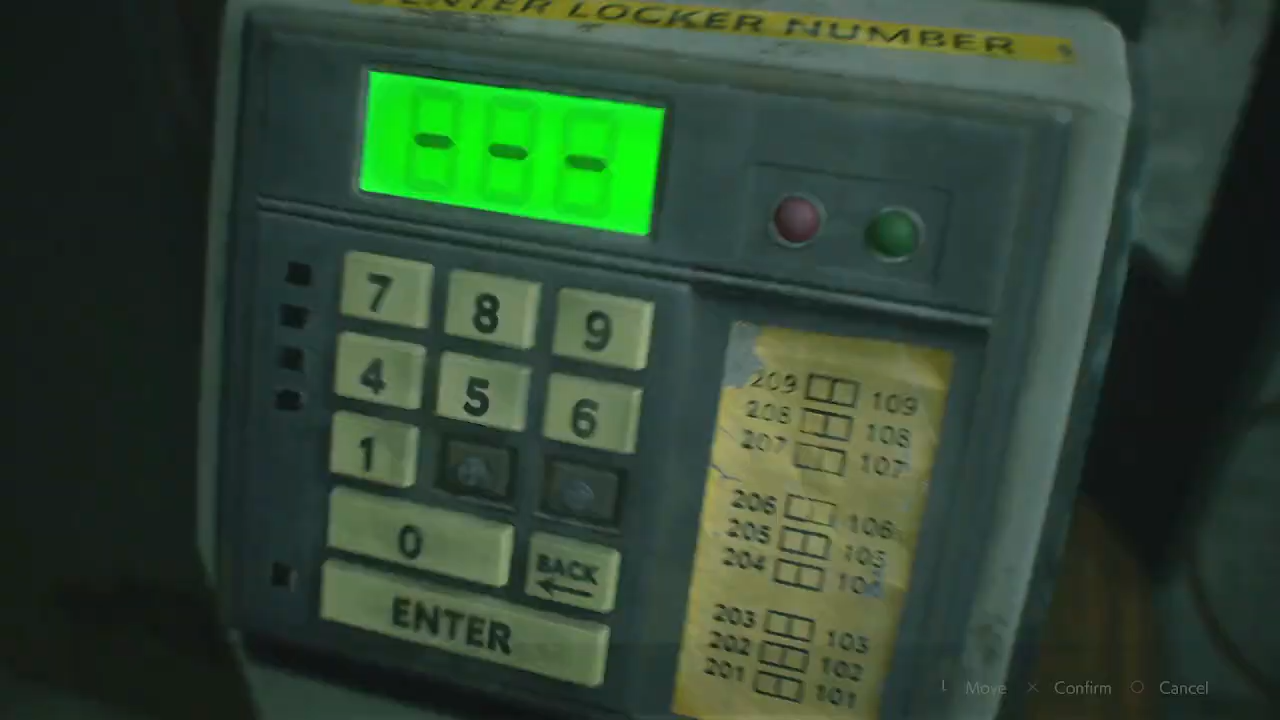 ENTER LOCKER NUMBER
- - -
7 8 9
4 5 6
1
0 BACK
ENTER
209 109
208 108
207 107
206 106
205 105
204 104
203 103
202 102
201 101
L Move × Confirm ○ Cancel